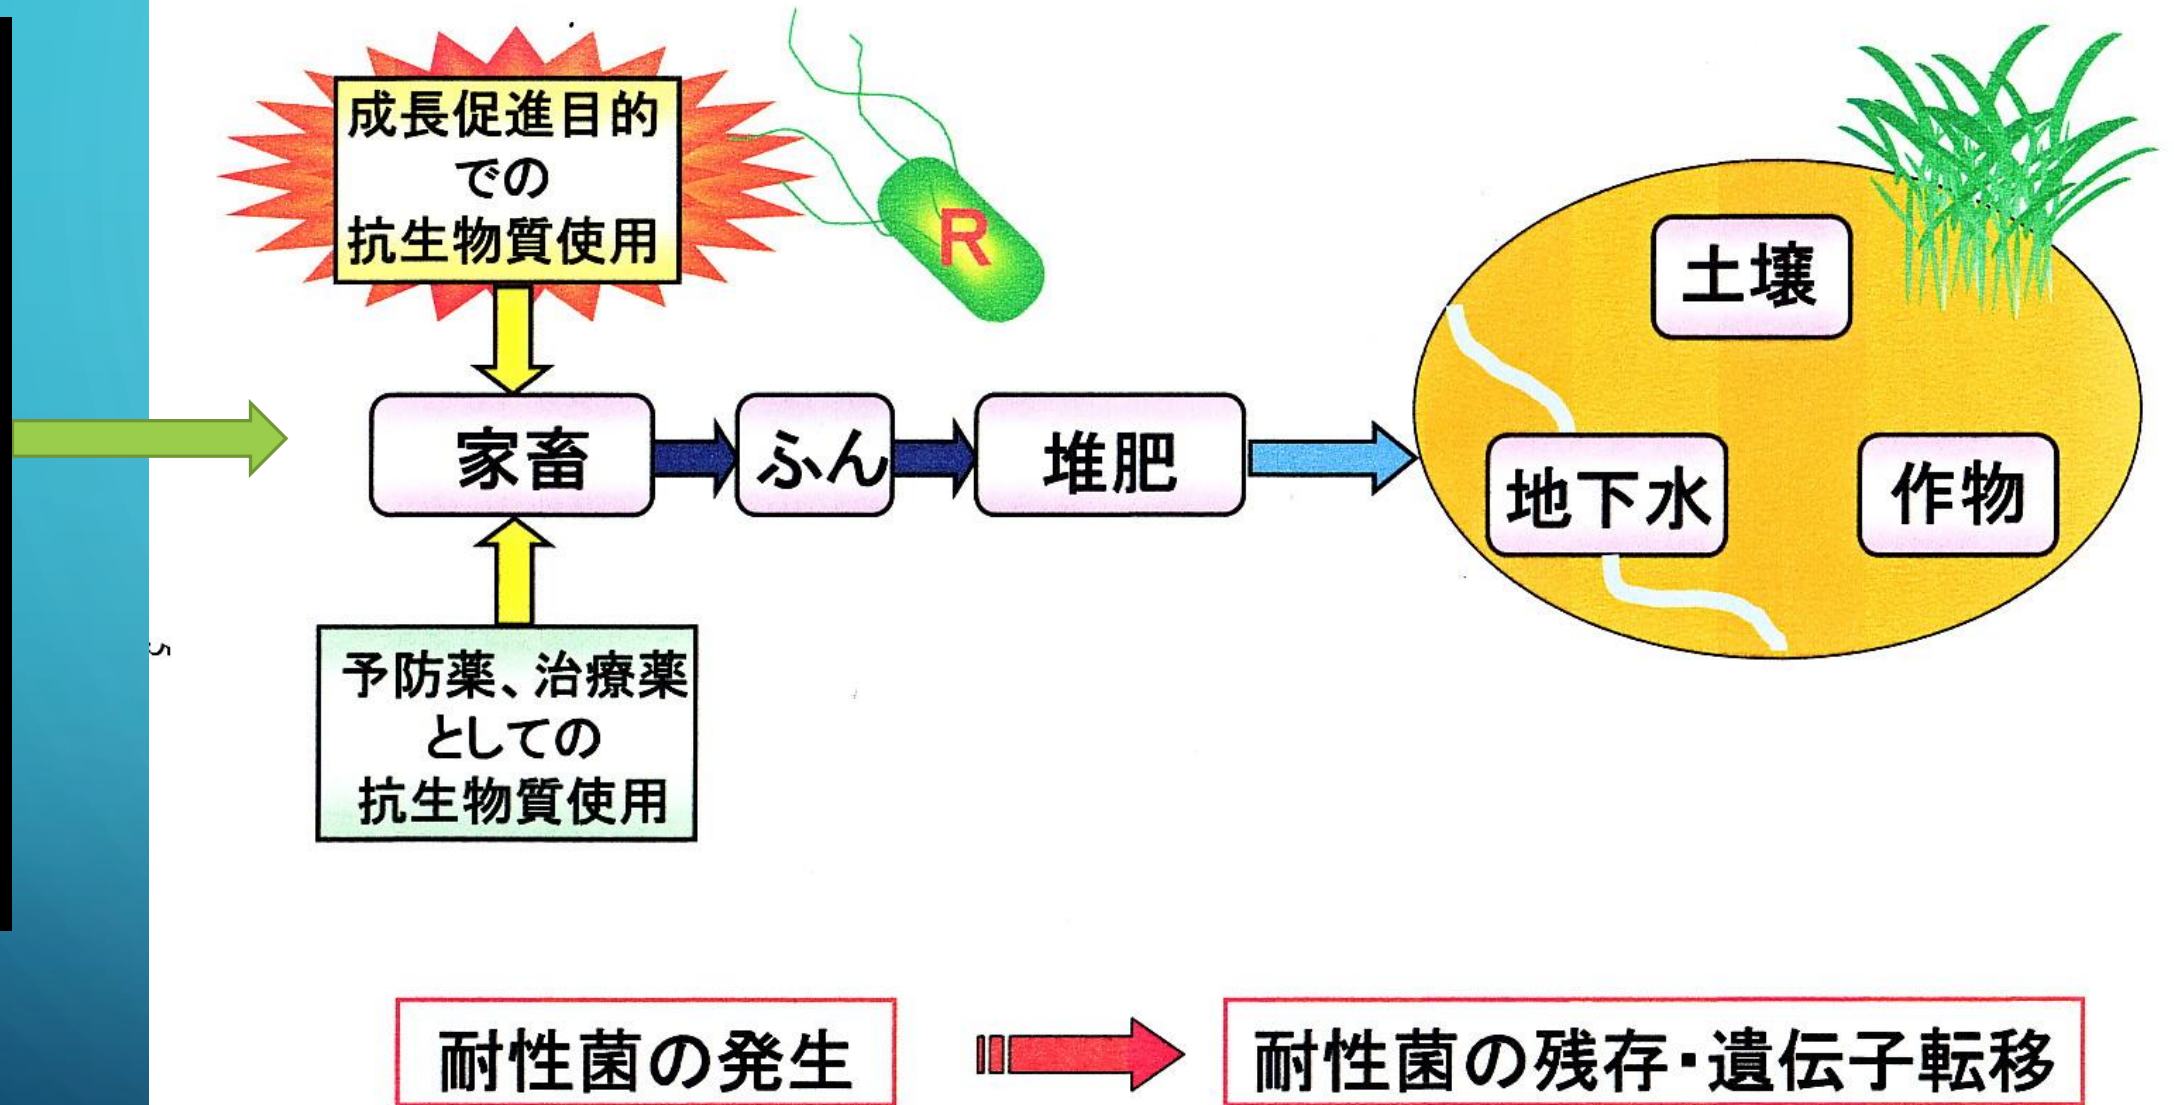 成長促進目的
での
抗生物質使用
R
土壌
家畜
ふん
堆肥
地下水
作物
予防薬、治療薬
としての
抗生物質使用
耐性菌の発生
耐性菌の残存・遺伝子転移